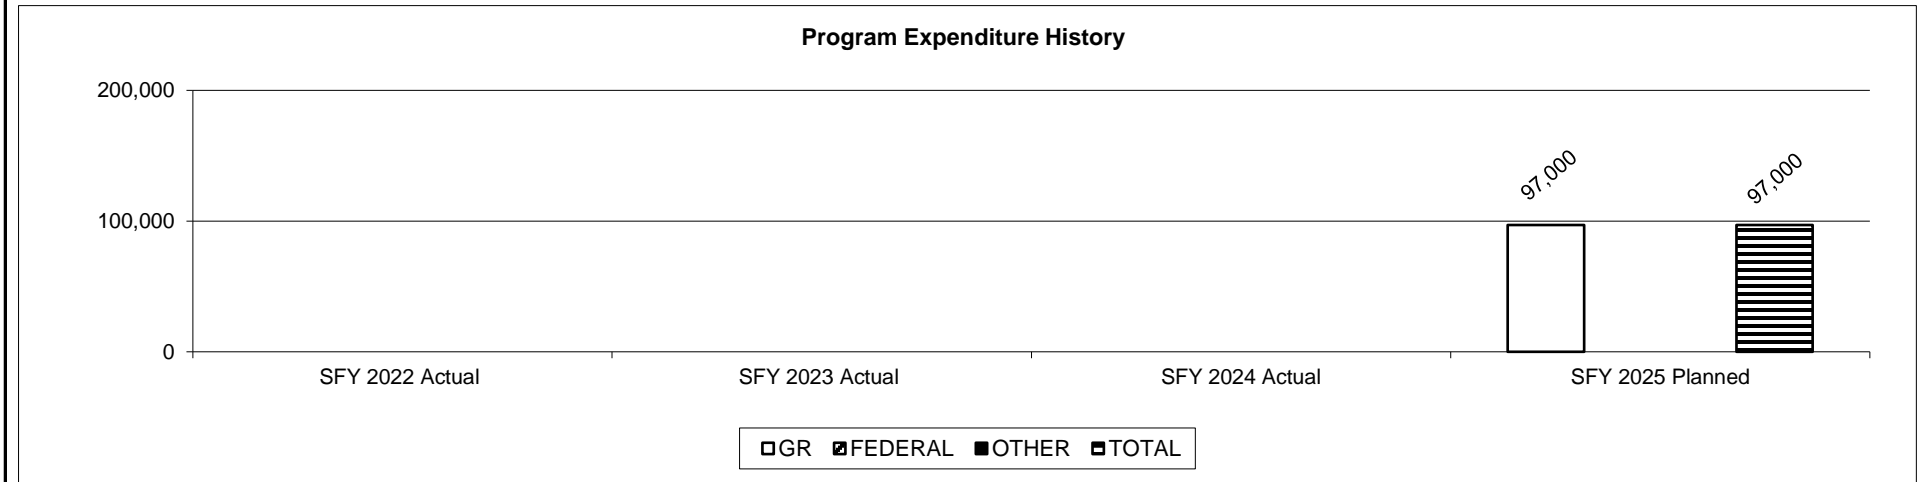 Program Expenditure History
200,000
97,000
97,000
100,000
0
SFY 2022 Actual
SFY 2023 Actual
SFY 2024 Actual
SFY 2025 Planned
GR FEDERAL OTHER TOTAL